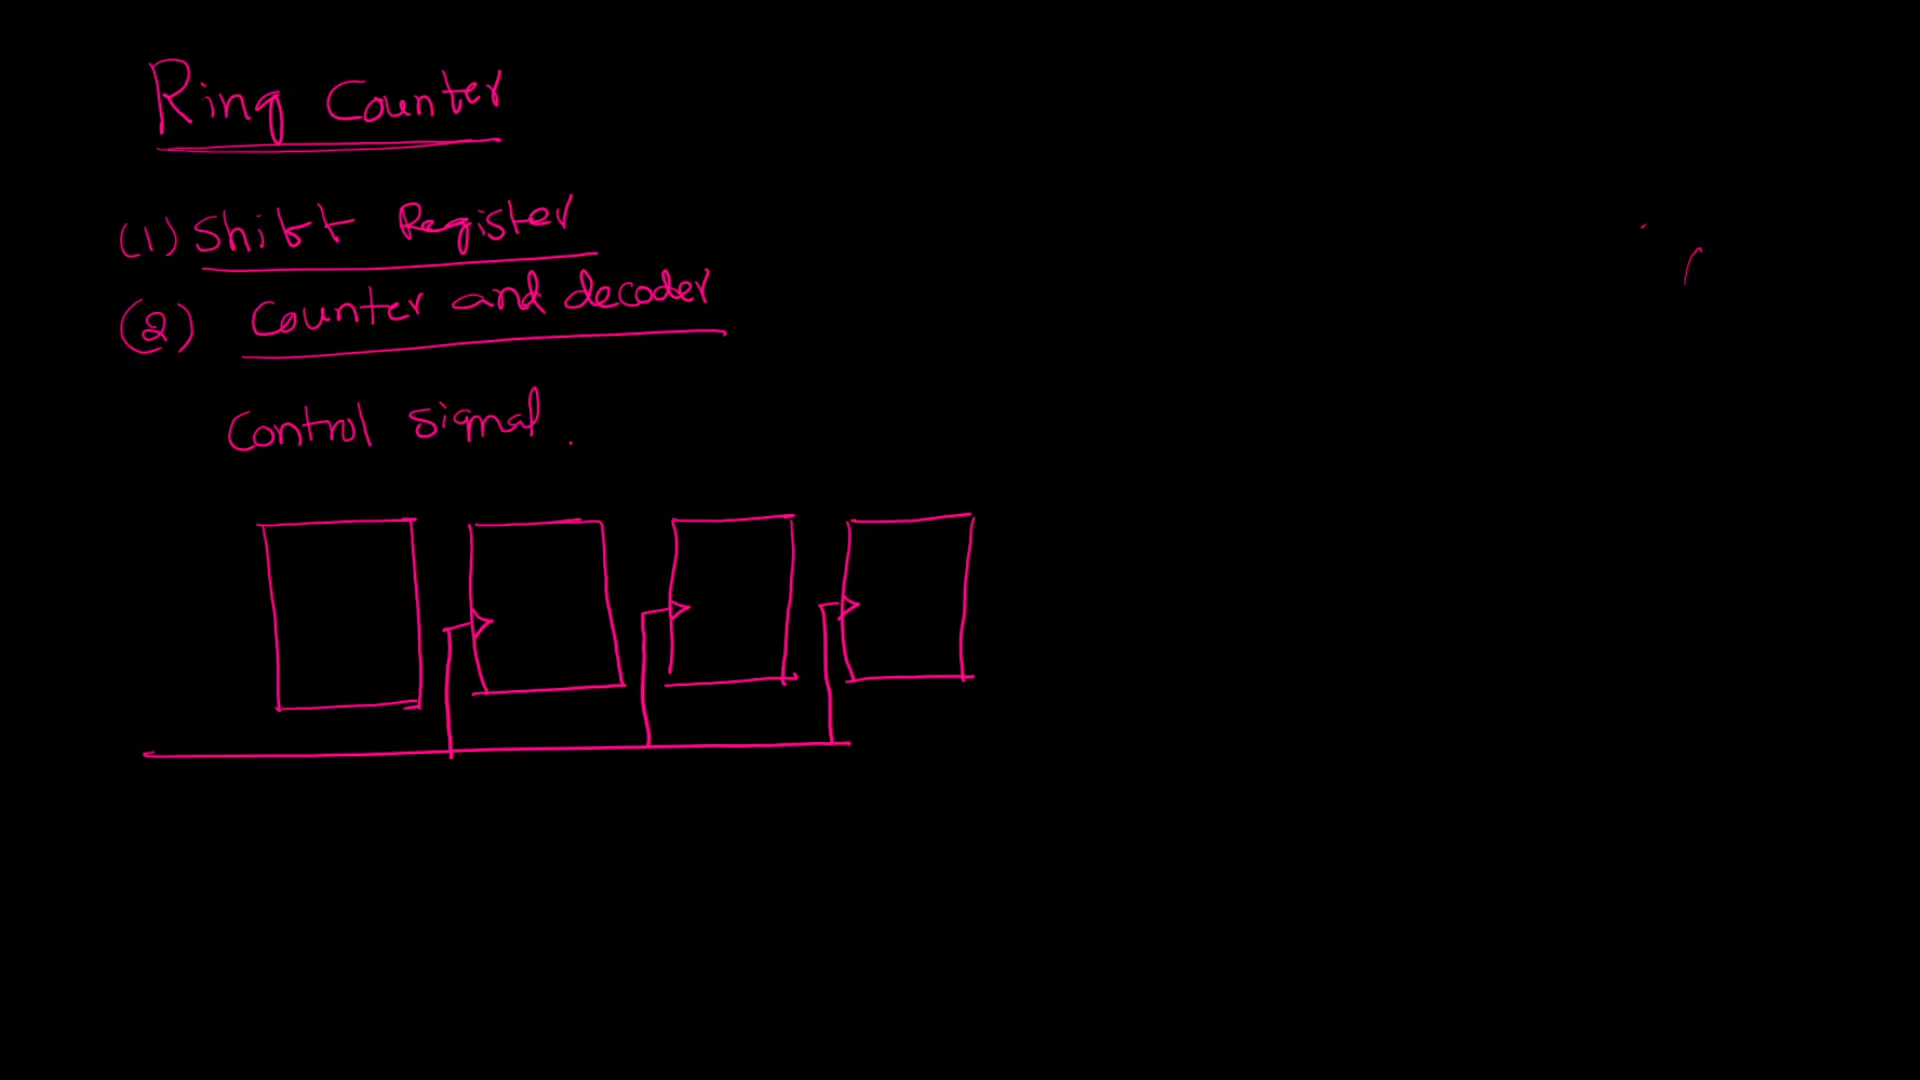 Ring Counter
(1) Shift Register
(2) Counter and decoder
Control signal.